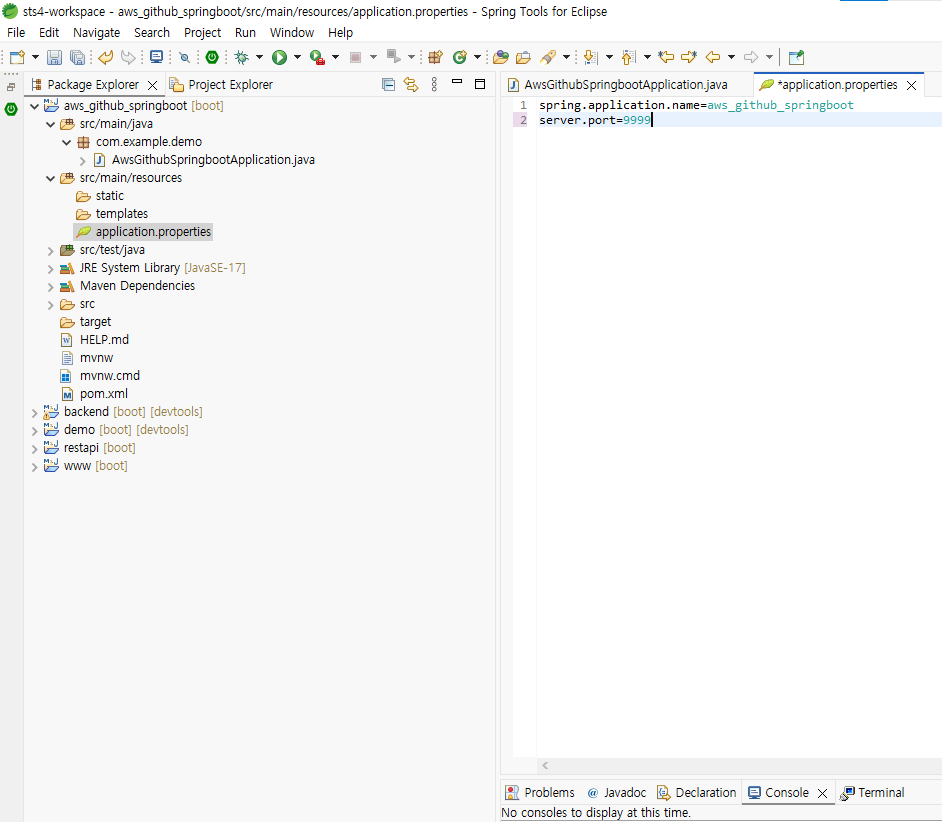 sts4-workspace - aws_github_springboot/src/main/resources/application.properties - Spring Tools for Eclipse
File Edit Navigate Search Project Run Window Help
Package Explorer Project Explorer
aws_github_springboot [boot]
src/main/java
com.example.demo
AwsGithubSpringbootApplication.java
src/main/resources
static
templates
application.properties
src/test/java
JRE System Library [JavaSE-17]
Maven Dependencies
src
target
HELP.md
mvnw
mvnw.cmd
pom.xml
backend [boot] [devtools]
demo [boot] [devtools]
restapi [boot]
www [boot]
AwsGithubSpringbootApplication.java *application.properties
1 spring.application.name=aws_github_springboot
2 server.port=9999
Problems @ Javadoc Declaration Console Terminal
No consoles to display at this time.